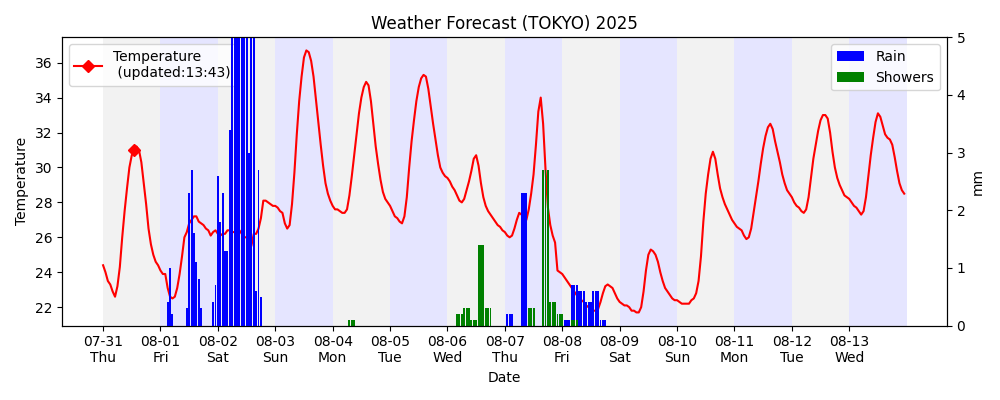 Weather Forecast (TOKYO) 2025
Temperature
(updated:13:43)
Rain
Showers
Temperature
36
34
32
30
28
26
24
22
5
4
3
2
1
0
mm
07-31 08-01 08-02 08-03 08-04 08-05 08-06 08-07 08-08 08-09 08-10 08-11 08-12 08-13
Thu Fri Sat Sun Mon Tue Wed Thu Fri Sat Sun Mon Tue Wed
Date